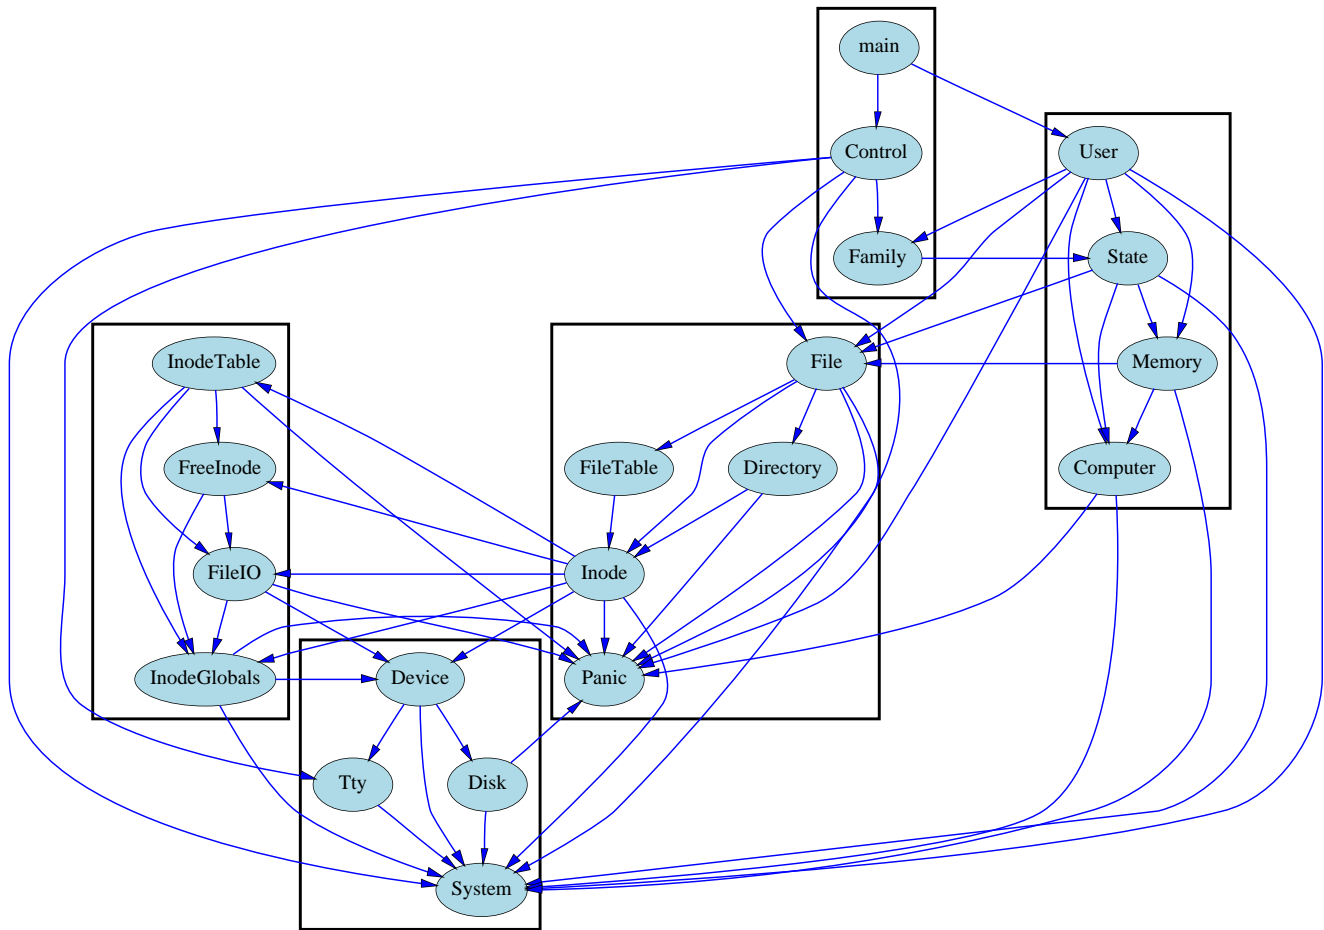 main
Control
User
Family
State
InodeTable
File
Memory
FreeInode
FileTable
Directory
Computer
FileIO
Inode
InodeGlobals
Device
Panic
Tty
Disk
System